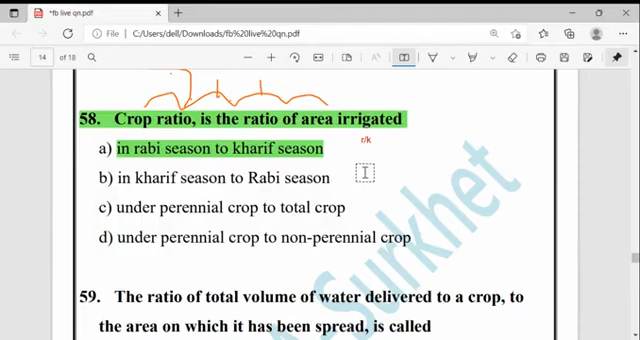 *fb live qn.pdf
File
C:/Users/dell/Downloads/fb%20live%20qn.pdf
14 of 18
58. Crop ratio, is the ratio of area irrigated
a) in rabi season to kharif season
r/k
b) in kharif season to Rabi season
c) under perennial crop to total crop
d) under perennial crop to non-perennial crop
59. The ratio of total volume of water delivered to a crop, to
the area on which it has been spread, is called
A-Surkhet